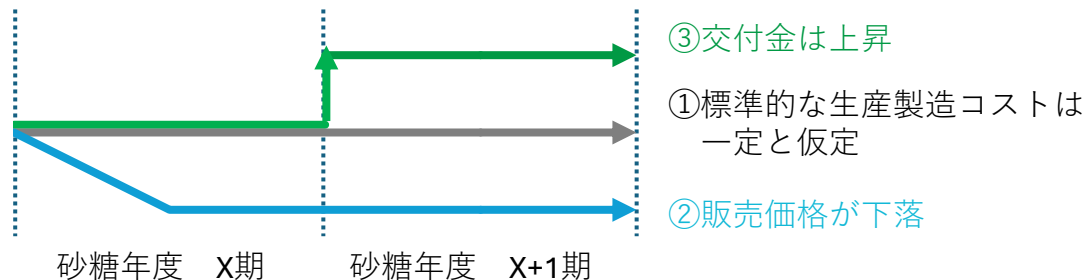 ③交付金は上昇
①標準的な生産製造コストは
一定と仮定
②販売価格が下落
砂糖年度　X期　　砂糖年度　X+1期